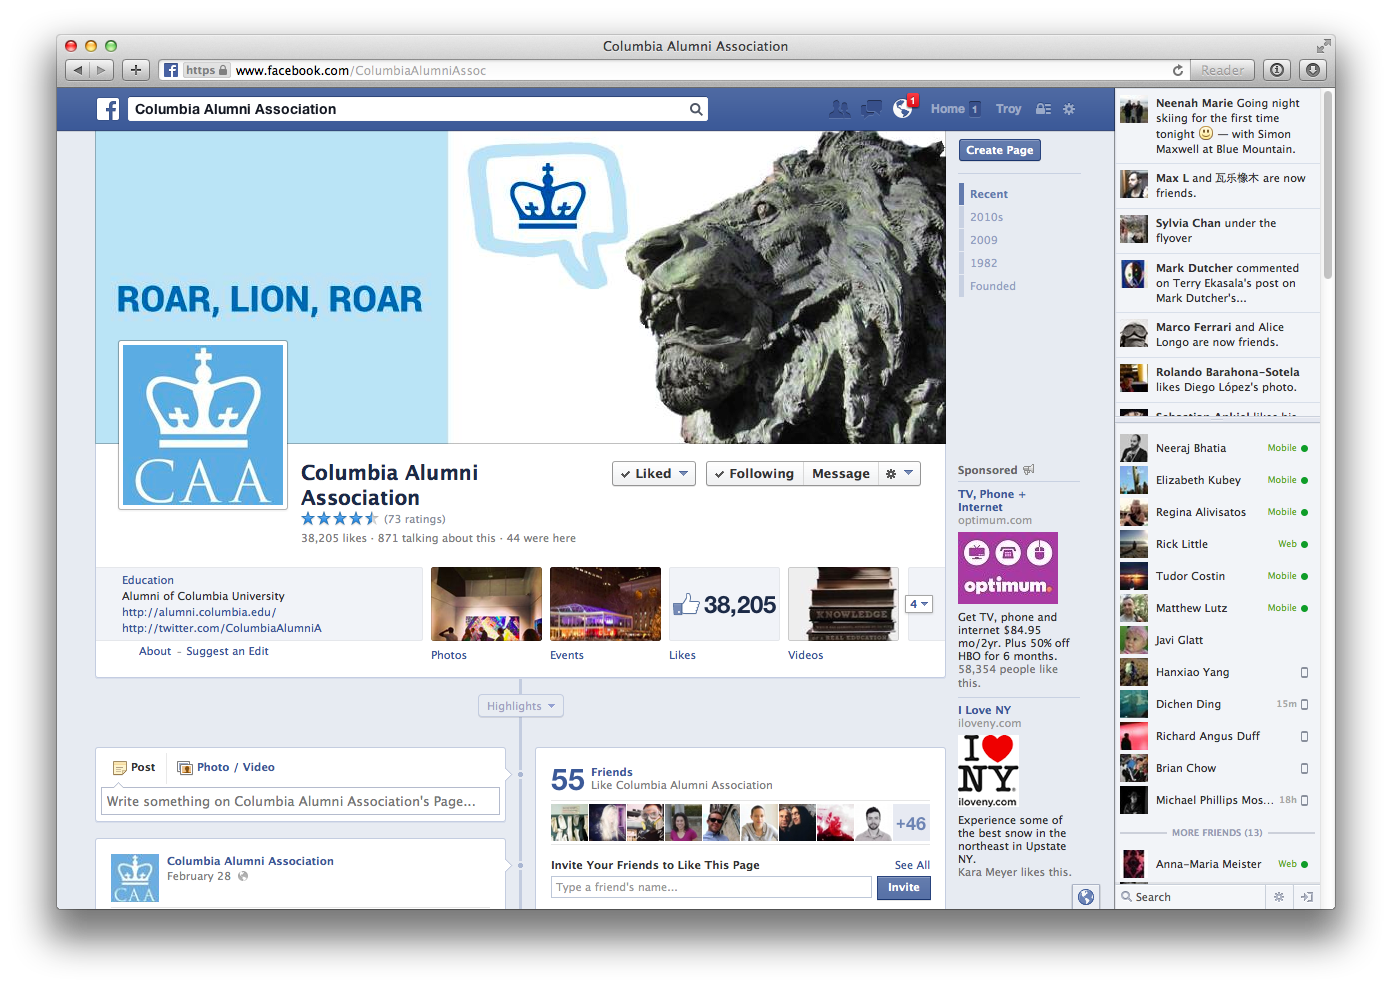 Columbia Alumni Association
https www.facebook.com/ColumbiaAlumniAssoc
Reader
Columbia Alumni Association
1
Home 1
Troy
ROAR, LION, ROAR
CAA
Create Page
Recent
2010s
2009
1982
Founded
Columbia Alumni
Association
(73 ratings)
38,205 likes · 871 talking about this · 44 were here
✓ Liked
✓ Following
Message
Education
Alumni of Columbia University
http://alumni.columbia.edu/
http://twitter.com/ColumbiaAlumniA
About – Suggest an Edit
Photos
Events
38,205
Likes
KNOWLEDGE
Videos
4
Highlights
Post
Photo / Video
Write something on Columbia Alumni Association's Page...
Columbia Alumni Association
February 28
CAA
55
Friends
Like Columbia Alumni Association
+46
Invite Your Friends to Like This Page
See All
Type a friend's name...
Invite
Sponsored
TV, Phone +
Internet
optimum.com
optimum.
Get TV, phone and
internet $84.95
mo/2yr. Plus 50% off
HBO for 6 months.
58,354 people like
this.
I Love NY
iloveny.com
I
NY.
iloveny.com
Experience some of
the best snow in the
northeast in Upstate
NY.
Kara Meyer likes this.
Neenah Marie Going night
skiing for the first time
tonight — with Simon
Maxwell at Blue Mountain.
Max L and 瓦乐橡木 are now
friends.
Sylvia Chan under the
flyover
Mark Dutcher commented
on Terry Ekasala's post on
Mark Dutcher's...
Marco Ferrari and Alice
Longo are now friends.
Rolando Barahona-Sotela
likes Diego López's photo.
Neeraj Bhatia Mobile
Elizabeth Kubey Mobile
Regina Alivisatos Mobile
Rick Little Web
Tudor Costin Mobile
Matthew Lutz Mobile
Javi Glatt
Hanxiao Yang
Dichen Ding 15m
Richard Angus Duff
Brian Chow
Michael Phillips Mos... 18h
MORE FRIENDS (13)
Anna-Maria Meister Web
Search